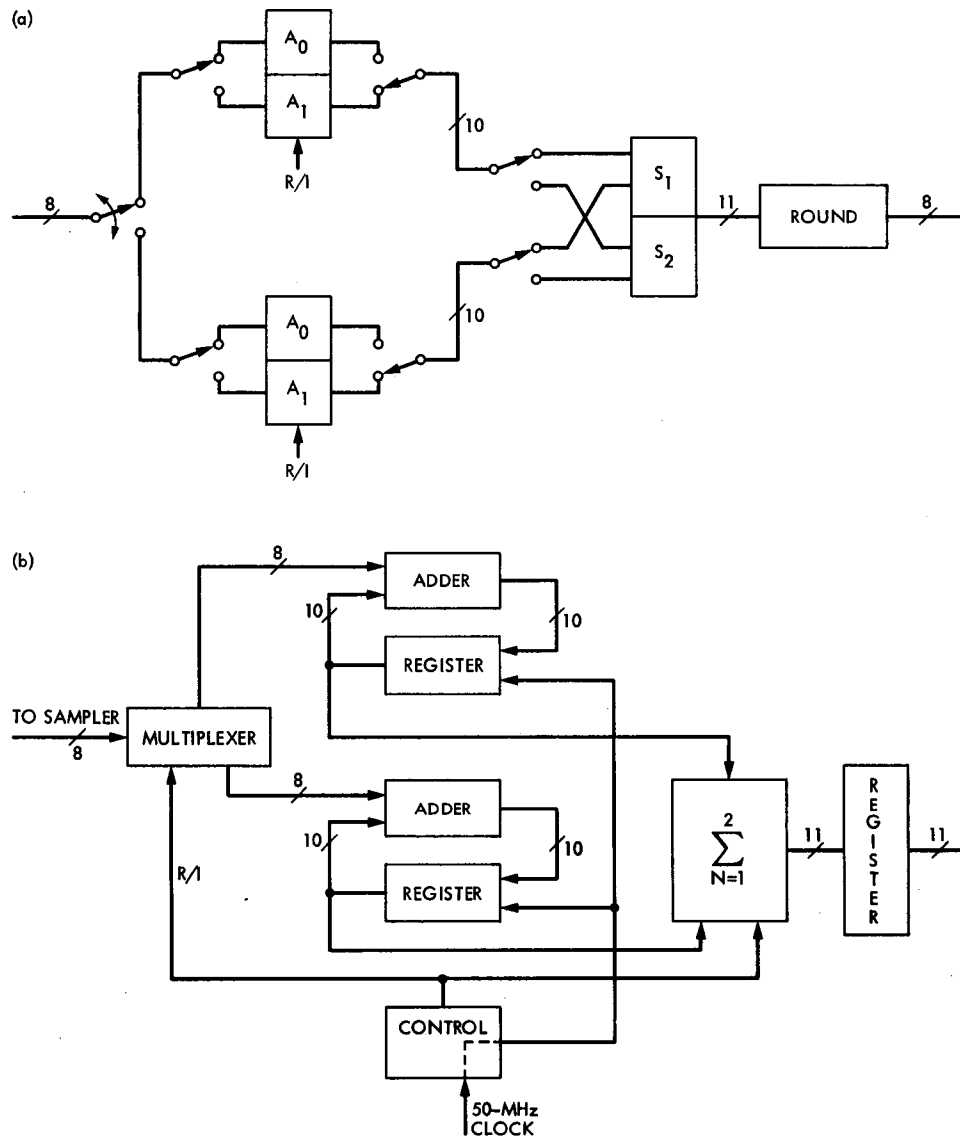 (a)
A0
A1
R/I
10
8
S1
S2
11
ROUND
8
10
A0
A1
R/I
(b)
8
ADDER
10
10
REGISTER
TO SAMPLER
8
MULTIPLEXER
8
ADDER
10
10
REGISTER
R/I
2
∑
N=1
11
REGISTER
11
CONTROL
50-MHz
CLOCK